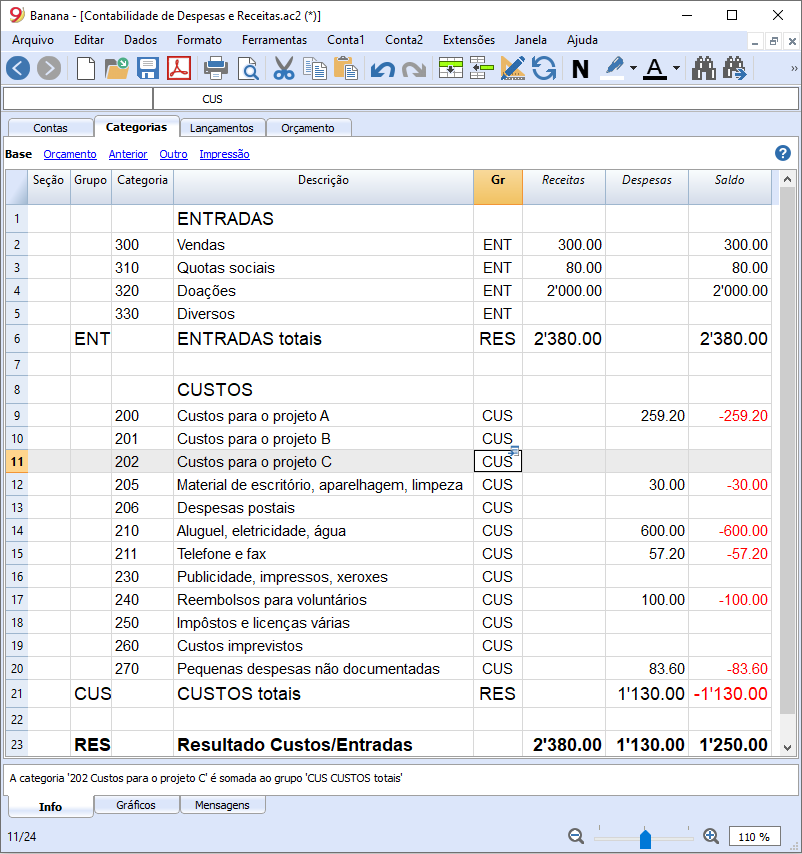 Banana - [Contabilidade de Despesas e Receitas.ac2 (*)]
Arquivo Editar Dados Formato Ferramentas Conta1 Conta2 Extensões Janela Ajuda
N A »
CUS
Contas Categorias Lançamentos Orçamento
Base Orçamento Anterior Outro Impressão ?
Seção Grupo Categoria Descrição Gr Receitas Despesas Saldo
1 ENTRADAS
2 300 Vendas ENT 300.00 300.00
3 310 Quotas sociais ENT 80.00 80.00
4 320 Doações ENT 2'000.00 2'000.00
5 330 Diversos ENT
6 ENT ENTRADAS totais RES 2'380.00 2'380.00
7
8 CUSTOS
9 200 Custos para o projeto A CUS 259.20 -259.20
10 201 Custos para o projeto B CUS
11 202 Custos para o projeto C CUS
12 205 Material de escritório, aparelhagem, limpeza CUS 30.00 -30.00
13 206 Despesas postais CUS
14 210 Aluguel, eletricidade, água CUS 600.00 -600.00
15 211 Telefone e fax CUS 57.20 -57.20
16 230 Publicidade, impressos, xeroxes CUS
17 240 Reembolsos para voluntários CUS 100.00 -100.00
18 250 Impôstos e licenças várias CUS
19 260 Custos imprevistos CUS
20 270 Pequenas despesas não documentadas CUS 83.60 -83.60
21 CUS CUSTOS totais RES 1'130.00 -1'130.00
22
23 RES Resultado Custos/Entradas 2'380.00 1'130.00 1'250.00
A categoria '202 Custos para o projeto C' é somada ao grupo 'CUS CUSTOS totais'
Info Gráficos Mensagens
11/24 110 %